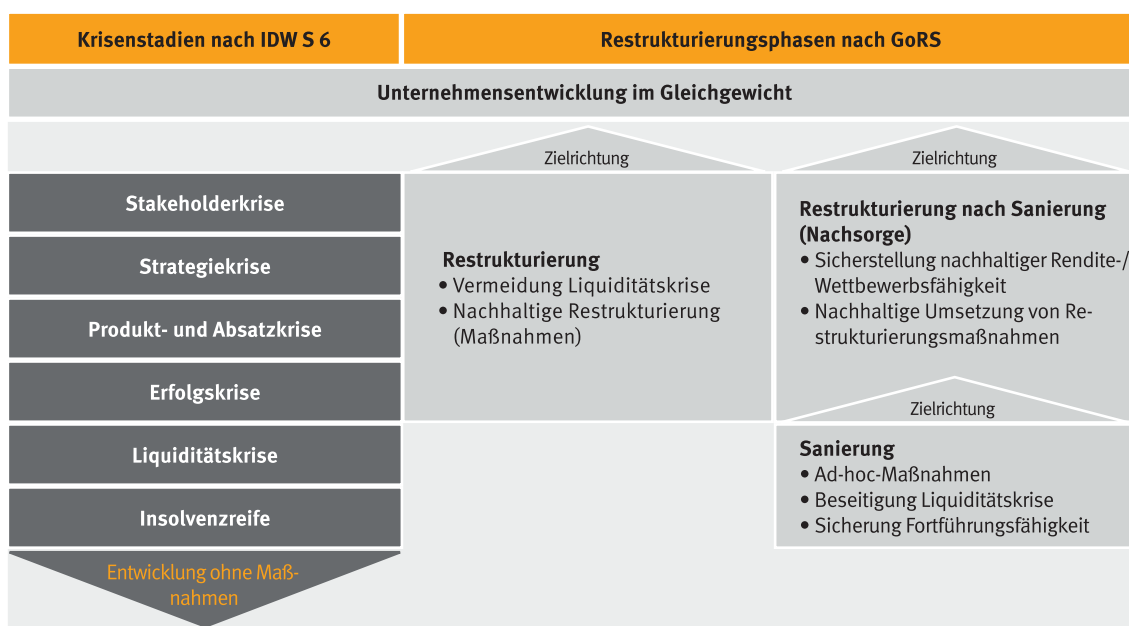 Krisenstadien nach IDW S 6
Restrukturierungsphasen nach GoRS
Unternehmensentwicklung im Gleichgewicht
Zielrichtung
Zielrichtung
Stakeholderkrise
Strategiekrise
Produkt- und Absatzkrise
Erfolgskrise
Liquiditätskrise
Insolvenzreife
Entwicklung ohne Maß-
nahmen
Restrukturierung
• Vermeidung Liquiditätskrise
• Nachhaltige Restrukturierung
(Maßnahmen)
Restrukturierung nach Sanierung
(Nachsorge)
• Sicherstellung nachhaltiger Rendite-/
Wettbewerbsfähigkeit
• Nachhaltige Umsetzung von Re-
strukturierungsmaßnahmen
Zielrichtung
Sanierung
• Ad-hoc-Maßnahmen
• Beseitigung Liquiditätskrise
• Sicherung Fortführungsfähigkeit